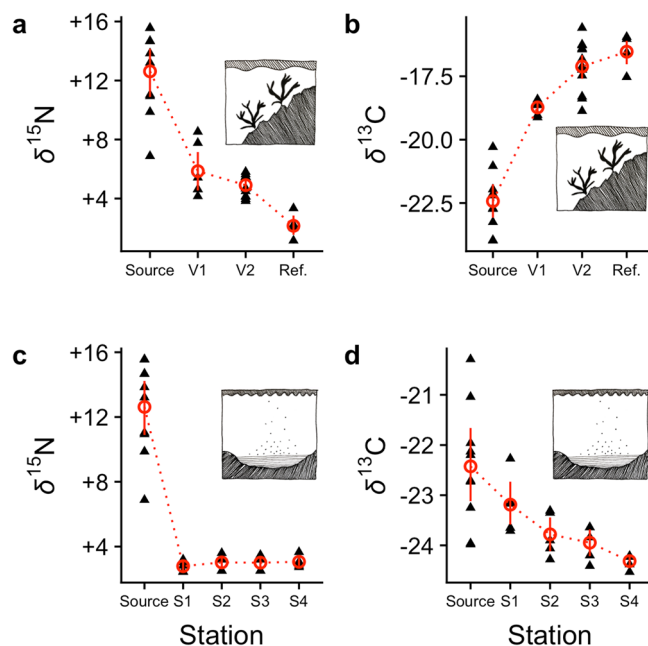 a
b
+16
+12
+8
+4
δ15N
Source V1 V2 Ref.
-17.5
-20.0
-22.5
δ13C
Source V1 V2 Ref.
c
d
+16
+12
+8
+4
δ15N
Source S1 S2 S3 S4
Station
-21
-22
-23
-24
δ13C
Source S1 S2 S3 S4
Station